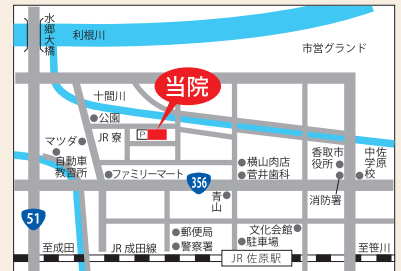 水郷大橋
利根川
市営グランド
十間川
当院
公園
P
JR 寮
マツダ
自動車
教習所
ファミリーマート
356
横山肉店
菅井歯科
香取市
役所
中佐
学原
校
消防署
青山
51
郵便局
警察署
文化会館
駐車場
至成田
JR 成田線
JR 佐原駅
至笹川